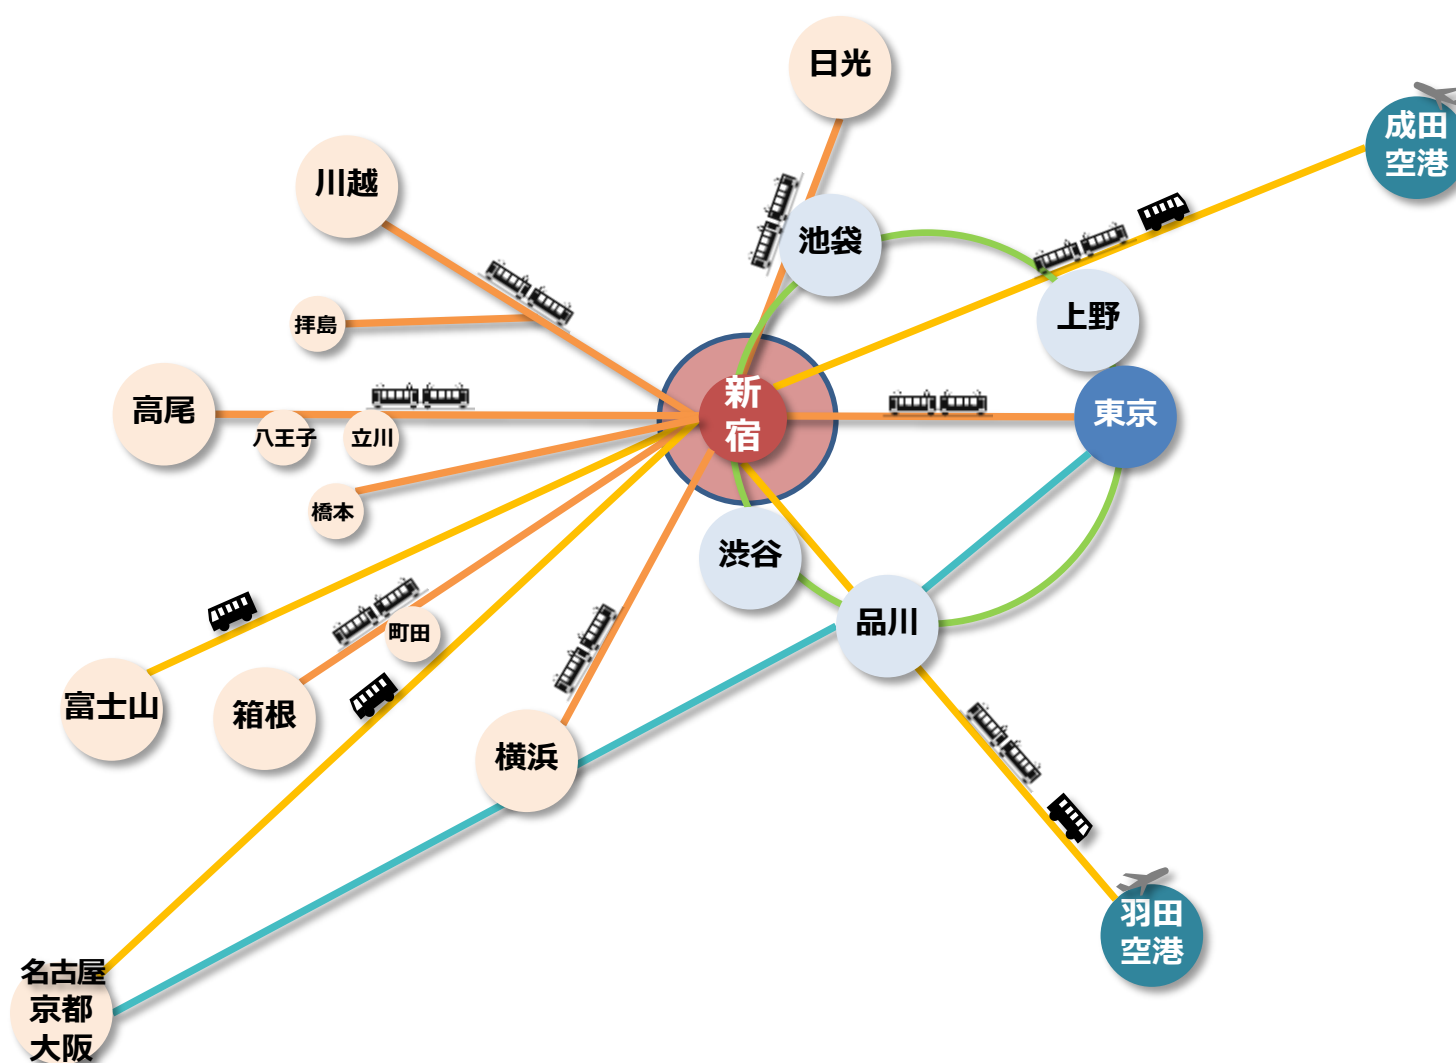 日光
成田
空港
川越
池袋
上野
拝島
新
宿
高尾
八王子
立川
東京
橋本
渋谷
品川
町田
富士山
箱根
横浜
羽田
空港
名古屋
京都
大阪